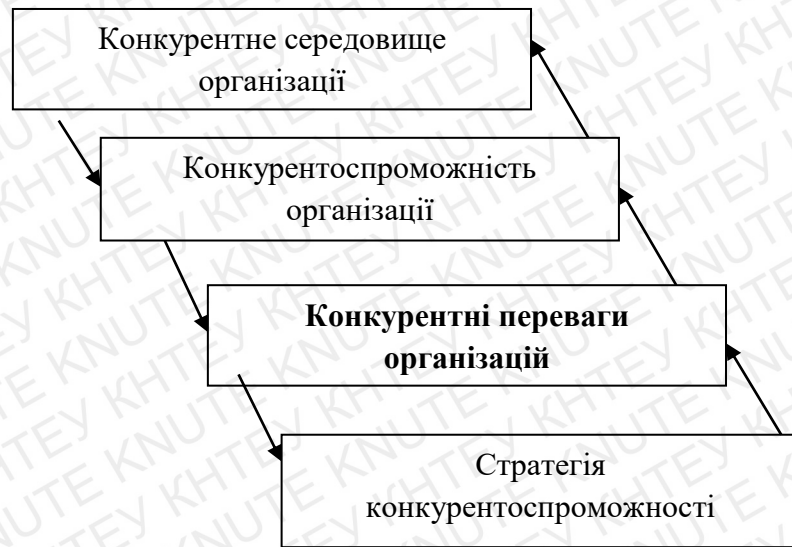 Конкурентне середовище
організації
Конкурентоспроможність
організації
Конкурентні переваги
організацій
Стратегія
конкурентоспроможності